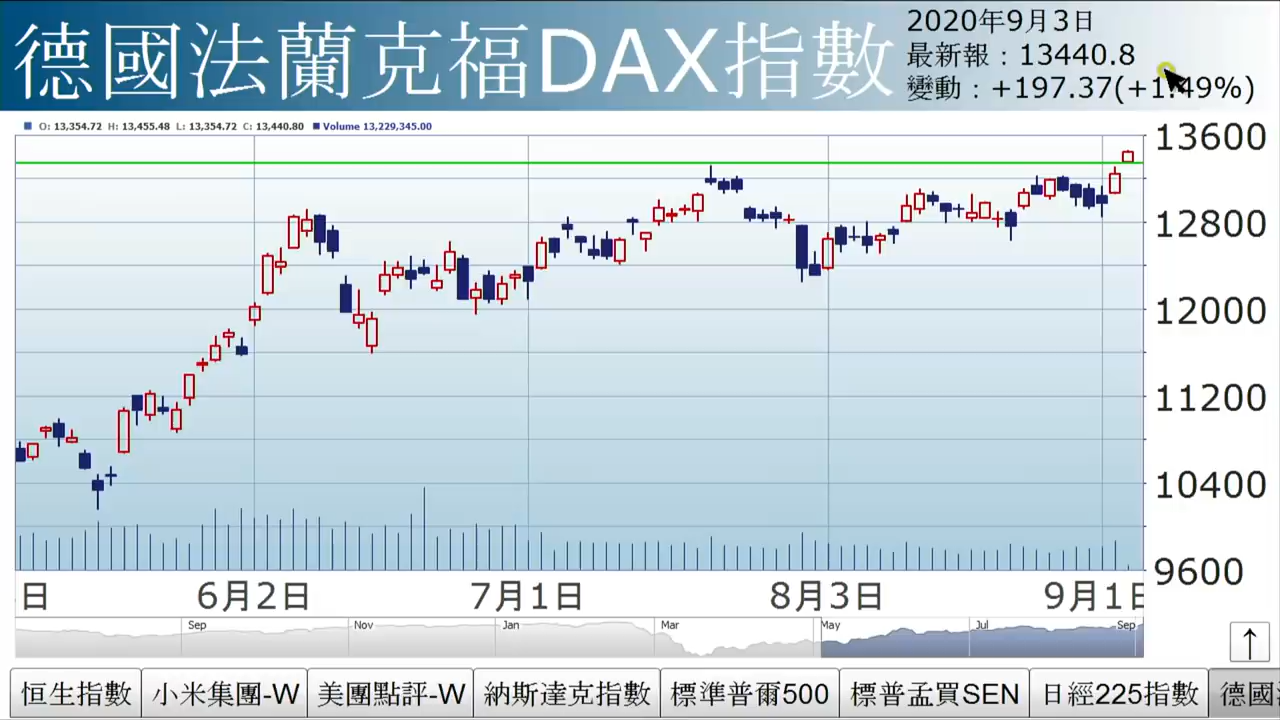 德國法蘭克福DAX指數
2020年9月3日
最新報：13440.8
變動：+197.37(+1.49%)
O: 13,354.72 H: 13,455.48 L: 13,354.72 C: 13,440.80 Volume 13,229,345.00
13600
12800
12000
11200
10400
9600
日 6月2日 7月1日 8月3日 9月1日
Sep Nov Jan Mar May Jul Sep
↑
恒生指數 小米集團-W 美團點評-W 納斯達克指數 標準普爾500 標普孟買SEN 日經225指數 德國